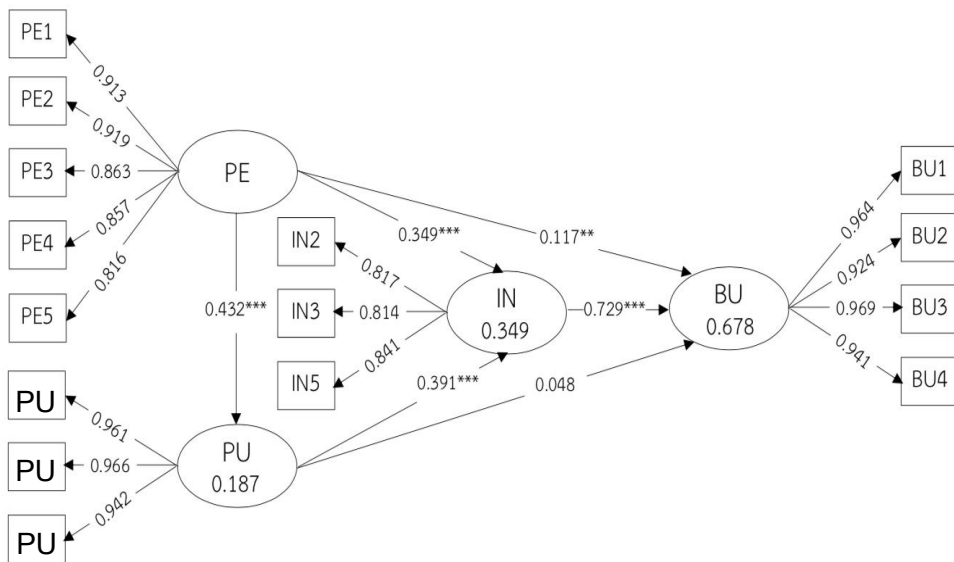 PE1
PE2
PE3
PE4
PE5
0.913
0.919
0.863
0.857
0.816
PE
0.432***
0.349***
0.117**
IN2
IN3
IN5
0.817
0.814
0.841
IN
0.349
0.729***
BU
0.678
0.964
0.924
0.969
0.941
BU1
BU2
BU3
BU4
0.391***
0.048
PU
PU
PU
0.961
0.966
0.942
PU
0.187